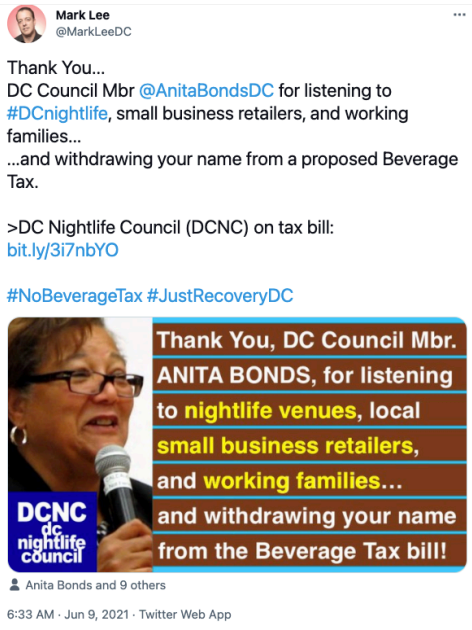 Mark Lee
@MarkLeeDC
Thank You...
DC Council Mbr @AnitaBondsDC for listening to
#DCnightlife, small business retailers, and working
families...
...and withdrawing your name from a proposed Beverage
Tax.
>DC Nightlife Council (DCNC) on tax bill:
bit.ly/3i7nbYO
#NoBeverageTax #JustRecoveryDC
Thank You, DC Council Mbr.
ANITA BONDS, for listening
to nightlife venues, local
small business retailers,
and working families...
and withdrawing your name
from the Beverage Tax bill!
DCNC
dc
nightlife
council
Anita Bonds and 9 others
6:33 AM · Jun 9, 2021 · Twitter Web App